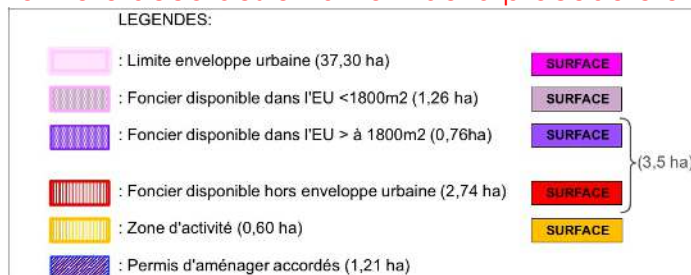 LEGENDES:
: Limite enveloppe urbaine (37,30 ha) SURFACE
: Foncier disponible dans l'EU <1800m2 (1,26 ha) SURFACE
: Foncier disponible dans l'EU > à 1800m2 (0,76ha) SURFACE
(3,5 ha)
: Foncier disponible hors enveloppe urbaine (2,74 ha) SURFACE
: Zone d'activité (0,60 ha) SURFACE
: Permis d'aménager accordés (1,21 ha)